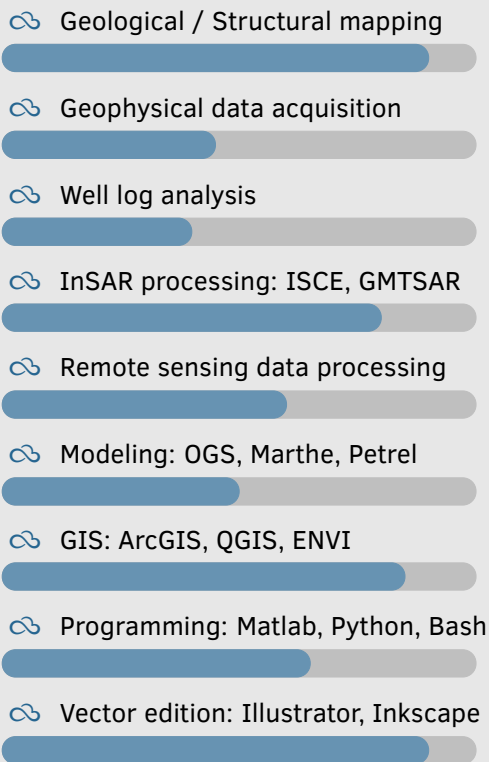 Geological / Structural mapping
Geophysical data acquisition
Well log analysis
InSAR processing: ISCE, GMTSAR
Remote sensing data processing
Modeling: OGS, Marthe, Petrel
GIS: ArcGIS, QGIS, ENVI
Programming: Matlab, Python, Bash
Vector edition: Illustrator, Inkscape